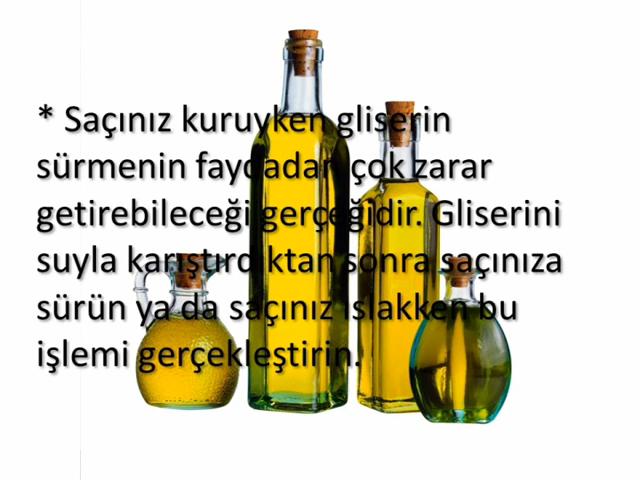 * Saçınız kuruyken gliserin
sürmenin faydadan çok zarar
getirebileceği gerçeğidir. Gliserini
suyla karıştırdıktan sonra saçınıza
sürün ya da saçınız ıslakken bu
işlemi gerçekleştirin.